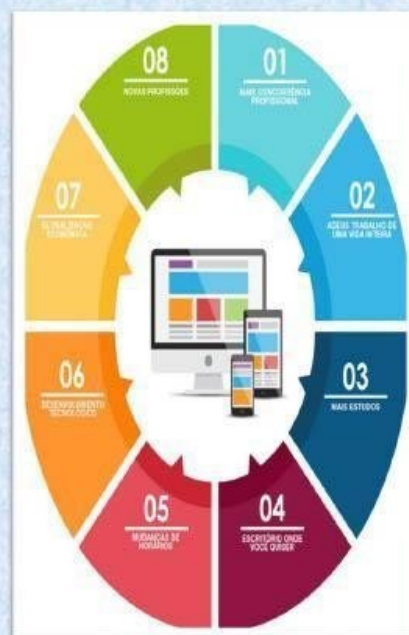 01
MAIS CONCORRÊNCIA
PROFISSIONAL
02
ADEUS TRABALHO DE
UMA VIDA INTEIRA
03
MAIS ESTUDOS
04
ESCRITÓRIO ONDE
VOCÊ QUISER
05
MUDANÇAS DE
HORÁRIOS
06
DESENVOLVIMENTO
TECNOLÓGICO
07
GLOBALIZAÇÃO
ECONÔMICA
08
NOVAS PROFISSÕES